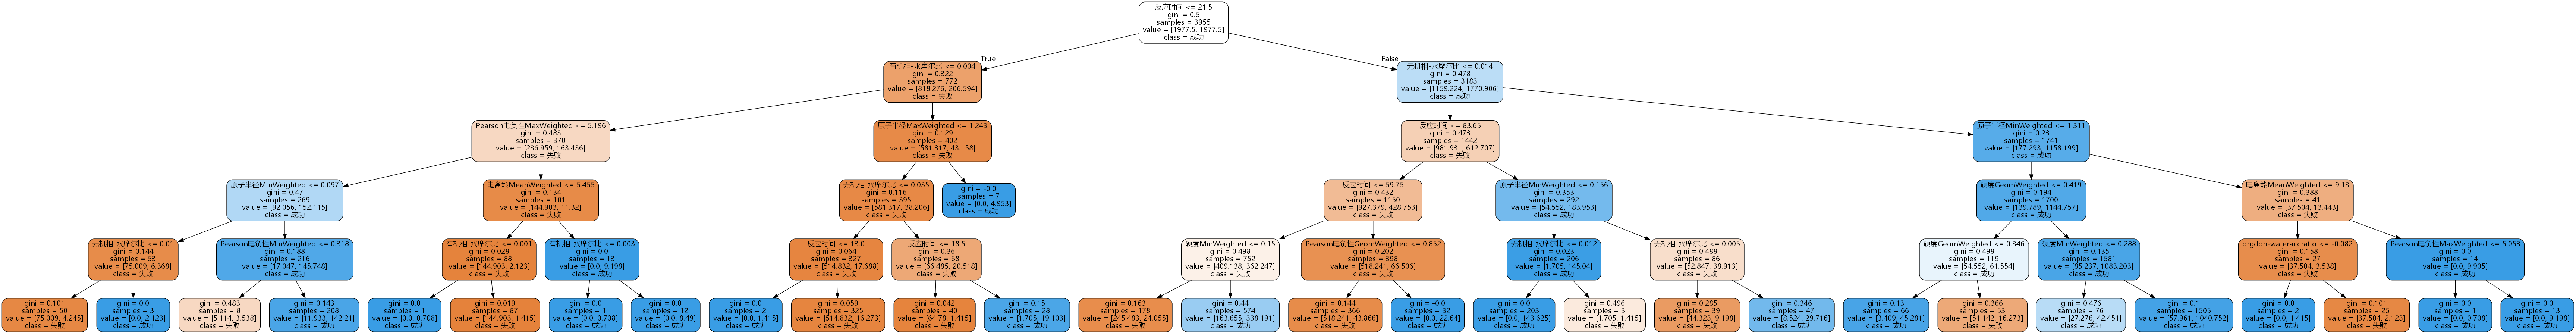 反应时间 <= 21.5
gini = 0.5
samples = 3955
value = [1977.5, 1977.5]
class = 成功
True
False
有机相-水摩尔比 <= 0.004
gini = 0.322
samples = 772
value = [818.276, 206.594]
class = 失败
无机相-水摩尔比 <= 0.014
gini = 0.478
samples = 3183
value = [1159.224, 1770.906]
class = 成功
Pearson电负性MaxWeighted <= 5.196
gini = 0.483
samples = 370
value = [236.959, 163.436]
class = 失败
原子半径MaxWeighted <= 1.243
gini = 0.129
samples = 402
value = [581.317, 43.158]
class = 失败
反应时间 <= 83.65
gini = 0.473
samples = 1442
value = [981.931, 612.707]
class = 失败
原子半径MinWeighted <= 1.311
gini = 0.23
samples = 1741
value = [177.293, 1158.199]
class = 成功
原子半径MinWeighted <= 0.097
gini = 0.47
samples = 269
value = [92.056, 152.115]
class = 成功
电离能MeanWeighted <= 5.455
gini = 0.134
samples = 101
value = [144.903, 11.32]
class = 失败
无机相-水摩尔比 <= 0.035
gini = 0.116
samples = 395
value = [581.317, 38.206]
class = 失败
gini = -0.0
samples = 7
value = [0.0, 4.953]
class = 成功
反应时间 <= 59.75
gini = 0.432
samples = 1150
value = [927.379, 428.753]
class = 失败
原子半径MinWeighted <= 0.156
gini = 0.353
samples = 292
value = [54.552, 183.953]
class = 成功
硬度GeomWeighted <= 0.419
gini = 0.194
samples = 1700
value = [139.789, 1144.757]
class = 成功
电离能MeanWeighted <= 9.13
gini = 0.388
samples = 41
value = [37.504, 13.443]
class = 失败
无机相-水摩尔比 <= 0.01
gini = 0.144
samples = 53
value = [75.009, 6.368]
class = 失败
Pearson电负性MinWeighted <= 0.318
gini = 0.188
samples = 216
value = [17.047, 145.748]
class = 成功
有机相-水摩尔比 <= 0.001
gini = 0.028
samples = 88
value = [144.903, 2.123]
class = 失败
有机相-水摩尔比 <= 0.003
gini = 0.0
samples = 13
value = [0.0, 9.198]
class = 成功
反应时间 <= 13.0
gini = 0.064
samples = 327
value = [514.832, 17.688]
class = 失败
反应时间 <= 18.5
gini = 0.36
samples = 68
value = [66.485, 20.518]
class = 失败
硬度MinWeighted <= 0.15
gini = 0.498
samples = 752
value = [409.138, 362.247]
class = 失败
Pearson电负性GeomWeighted <= 0.852
gini = 0.202
samples = 398
value = [518.241, 66.506]
class = 失败
无机相-水摩尔比 <= 0.012
gini = 0.023
samples = 206
value = [1.705, 145.04]
class = 成功
无机相-水摩尔比 <= 0.005
gini = 0.488
samples = 86
value = [52.847, 38.913]
class = 失败
硬度GeomWeighted <= 0.346
gini = 0.498
samples = 119
value = [54.552, 61.554]
class = 成功
硬度MinWeighted <= 0.288
gini = 0.135
samples = 1581
value = [85.237, 1083.203]
class = 成功
orgdon-wateraccratio <= -0.082
gini = 0.158
samples = 27
value = [37.504, 3.538]
class = 失败
Pearson电负性MaxWeighted <= 5.053
gini = 0.0
samples = 14
value = [0.0, 9.905]
class = 成功
gini = 0.101
samples = 50
value = [75.009, 4.245]
class = 失败
gini = 0.0
samples = 3
value = [0.0, 2.123]
class = 成功
gini = 0.483
samples = 8
value = [5.114, 3.538]
class = 失败
gini = 0.143
samples = 208
value = [11.933, 142.21]
class = 成功
gini = 0.0
samples = 1
value = [0.0, 0.708]
class = 成功
gini = 0.019
samples = 87
value = [144.903, 1.415]
class = 失败
gini = 0.0
samples = 1
value = [0.0, 0.708]
class = 成功
gini = 0.0
samples = 12
value = [0.0, 8.49]
class = 成功
gini = 0.0
samples = 2
value = [0.0, 1.415]
class = 成功
gini = 0.059
samples = 325
value = [514.832, 16.273]
class = 失败
gini = 0.042
samples = 40
value = [64.78, 1.415]
class = 失败
gini = 0.15
samples = 28
value = [1.705, 19.103]
class = 成功
gini = 0.163
samples = 178
value = [245.483, 24.055]
class = 失败
gini = 0.44
samples = 574
value = [163.655, 338.191]
class = 成功
gini = 0.144
samples = 366
value = [518.241, 43.866]
class = 失败
gini = -0.0
samples = 32
value = [0.0, 22.64]
class = 成功
gini = 0.0
samples = 203
value = [0.0, 143.625]
class = 成功
gini = 0.496
samples = 3
value = [1.705, 1.415]
class = 失败
gini = 0.285
samples = 39
value = [44.323, 9.198]
class = 失败
gini = 0.346
samples = 47
value = [8.524, 29.716]
class = 成功
gini = 0.13
samples = 66
value = [3.409, 45.281]
class = 成功
gini = 0.366
samples = 53
value = [51.142, 16.273]
class = 失败
gini = 0.476
samples = 76
value = [27.276, 42.451]
class = 成功
gini = 0.1
samples = 1505
value = [57.961, 1040.752]
class = 成功
gini = 0.0
samples = 2
value = [0.0, 1.415]
class = 成功
gini = 0.101
samples = 25
value = [37.504, 2.123]
class = 失败
gini = 0.0
samples = 1
value = [0.0, 0.708]
class = 成功
gini = 0.0
samples = 13
value = [0.0, 9.198]
class = 成功